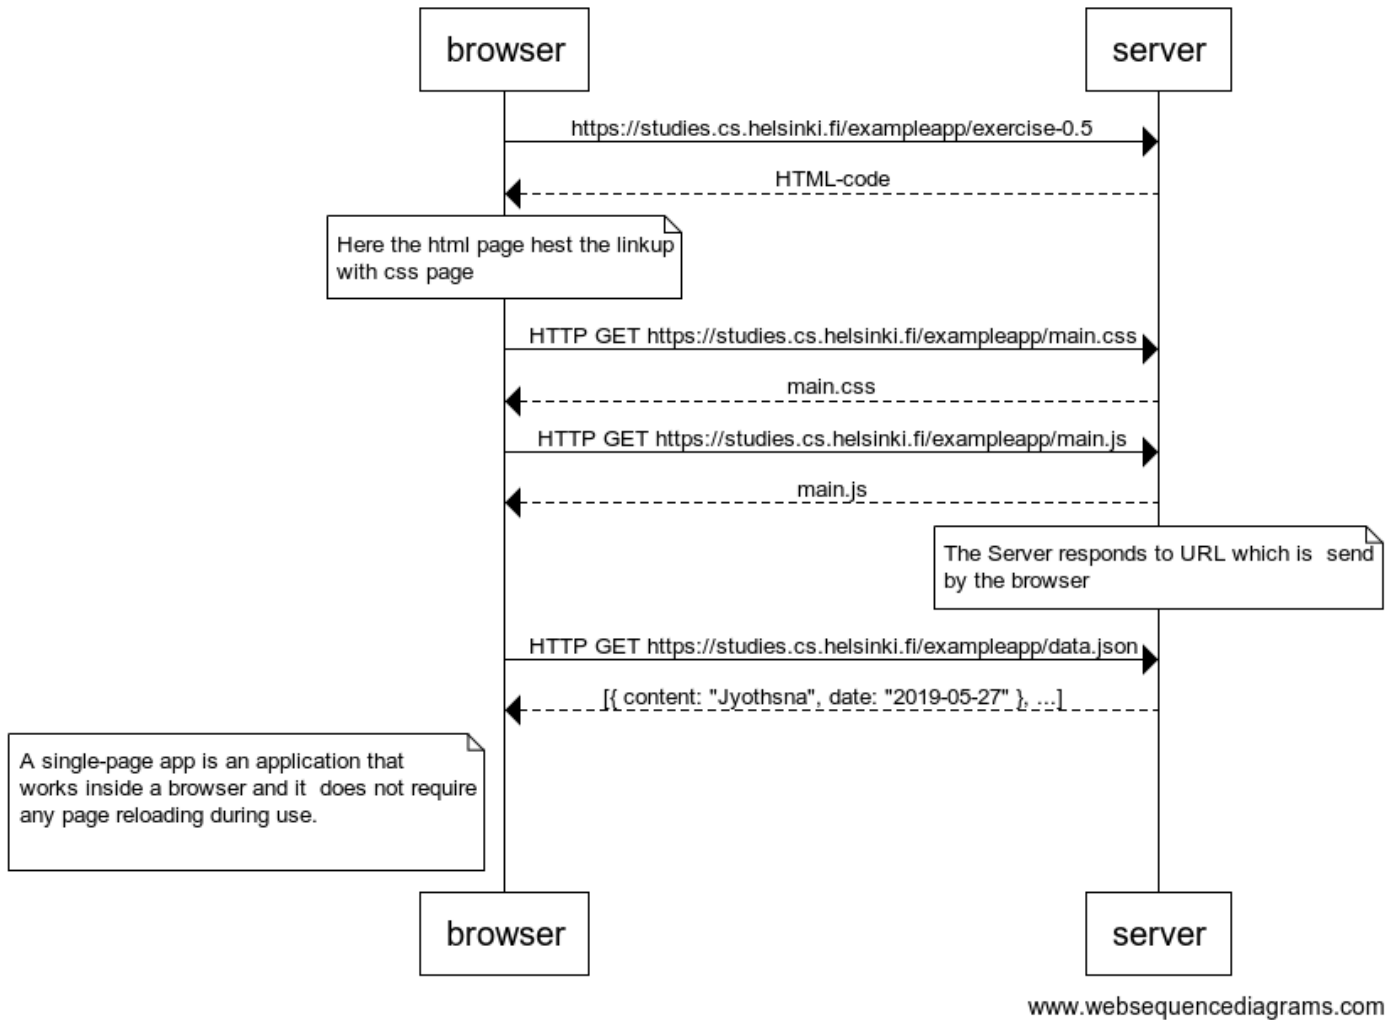 browser
server
https://studies.cs.helsinki.fi/exampleapp/exercise-0.5
HTML-code
Here the html page hest the linkup
with css page
HTTP GET https://studies.cs.helsinki.fi/exampleapp/main.css
main.css
HTTP GET https://studies.cs.helsinki.fi/exampleapp/main.js
main.js
The Server responds to URL which is  send
by the browser
HTTP GET https://studies.cs.helsinki.fi/exampleapp/data.json
[{ content: "Jyothsna", date: "2019-05-27" }, ...]
A single-page app is an application that
works inside a browser and it  does not require
any page reloading during use.
browser
server
www.websequencediagrams.com